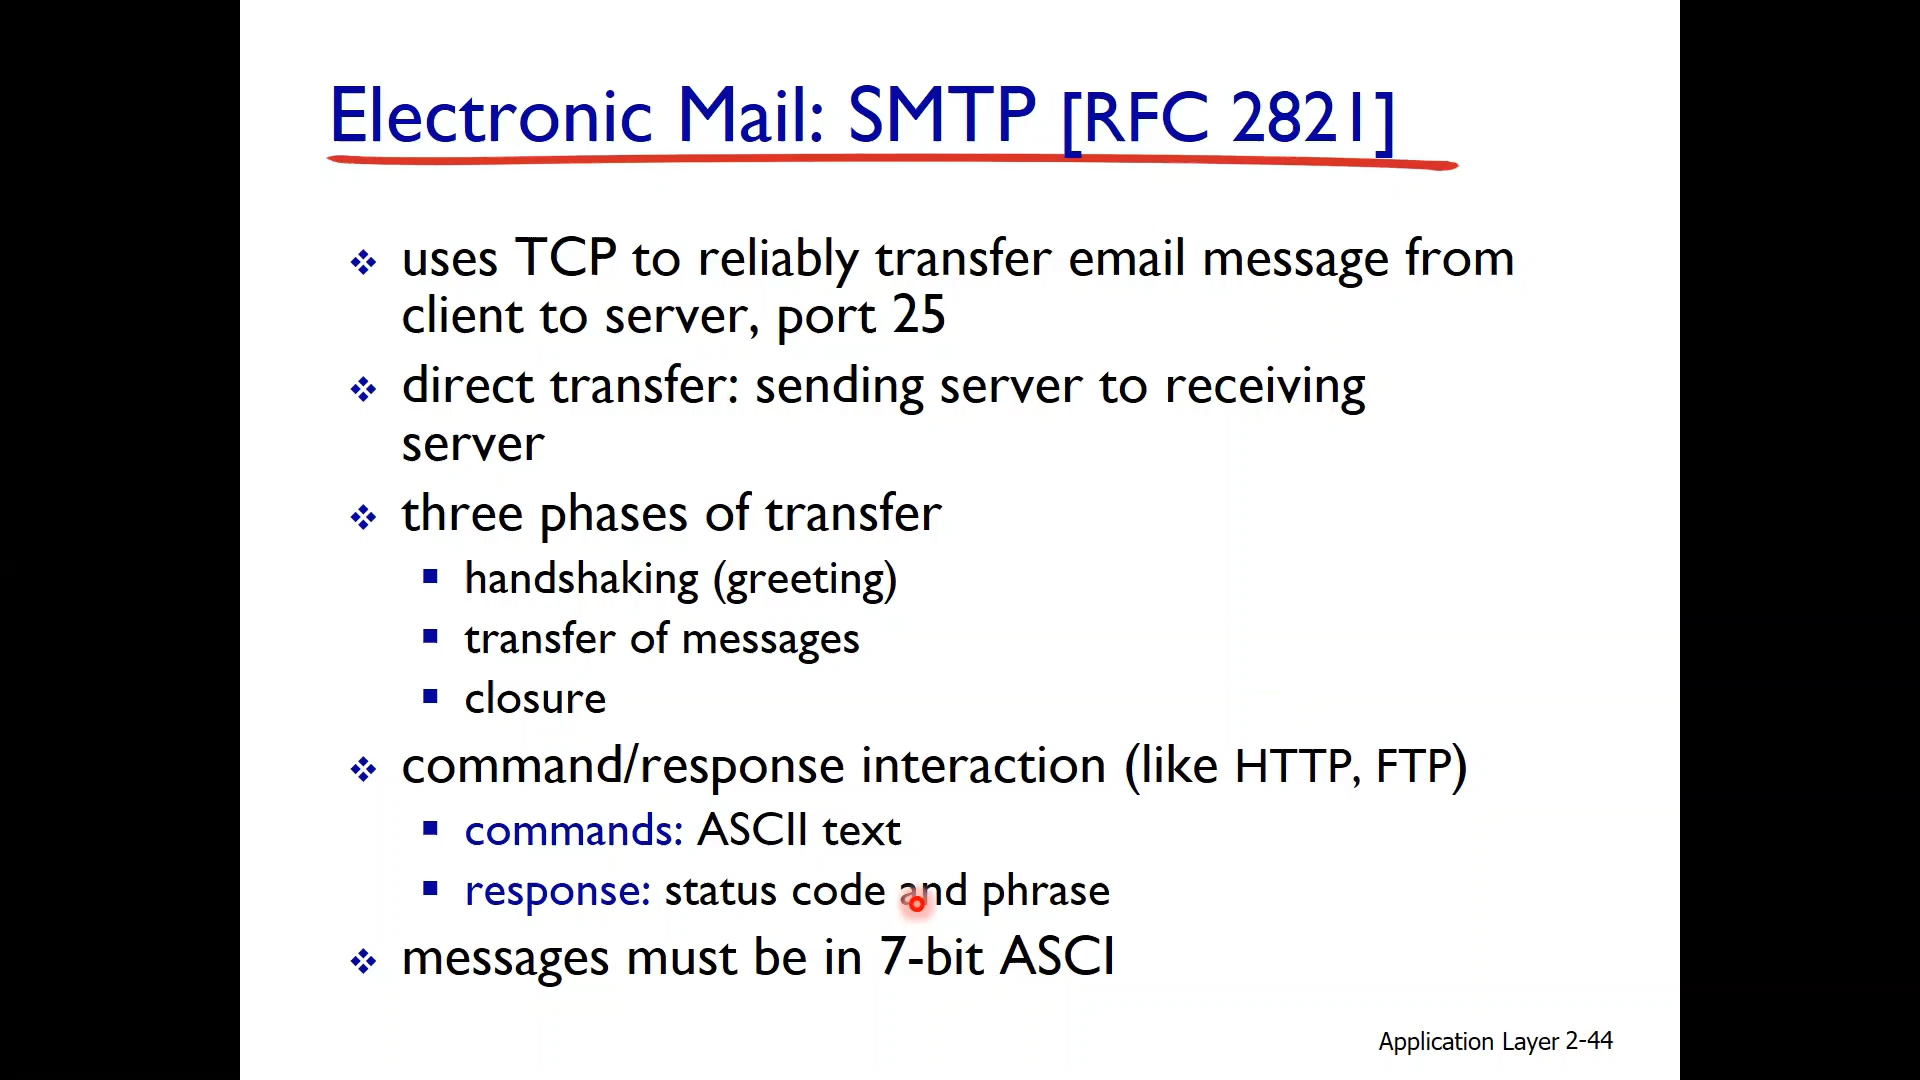 Electronic Mail: SMTP [RFC 2821]
uses TCP to reliably transfer email message from
client to server, port 25
direct transfer: sending server to receiving
server
three phases of transfer
handshaking (greeting)
transfer of messages
closure
command/response interaction (like HTTP, FTP)
commands: ASCII text
response: status code and phrase
messages must be in 7-bit ASCI
Application Layer 2-44